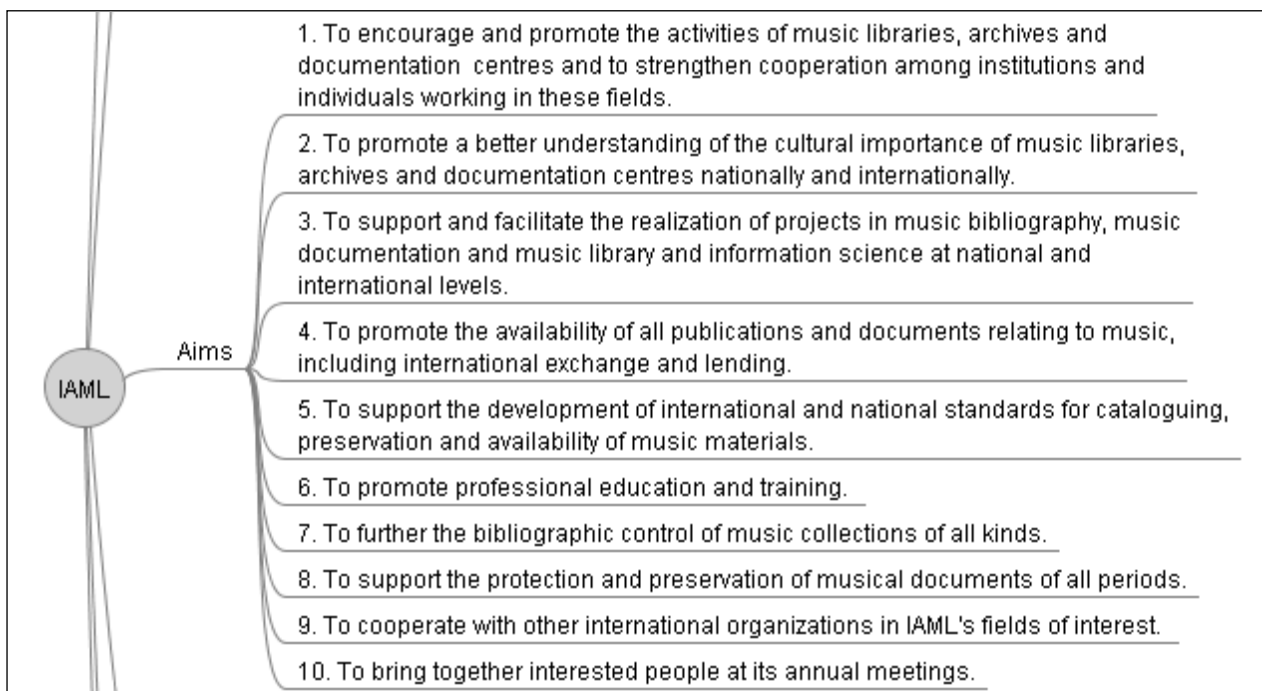 IAML
Aims
1. To encourage and promote the activities of music libraries, archives and
documentation centres and to strengthen cooperation among institutions and
individuals working in these fields.
2. To promote a better understanding of the cultural importance of music libraries,
archives and documentation centres nationally and internationally.
3. To support and facilitate the realization of projects in music bibliography, music
documentation and music library and information science at national and
international levels.
4. To promote the availability of all publications and documents relating to music,
including international exchange and lending.
5. To support the development of international and national standards for cataloguing,
preservation and availability of music materials.
6. To promote professional education and training.
7. To further the bibliographic control of music collections of all kinds.
8. To support the protection and preservation of musical documents of all periods.
9. To cooperate with other international organizations in IAML's fields of interest.
10. To bring together interested people at its annual meetings.